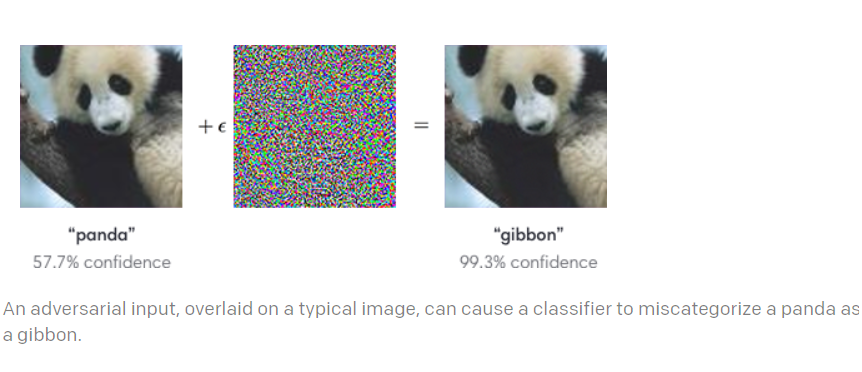 +ϵ
=
“panda”
“gibbon”
57.7% confidence
99.3% confidence
An adversarial input, overlaid on a typical image, can cause a classifier to miscategorize a panda as
a gibbon.